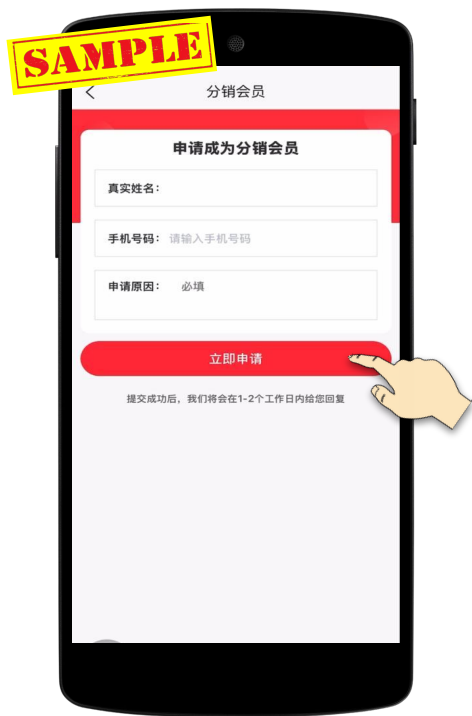 SAMPLE
分销会员
申请成为分销会员
真实姓名：
手机号码： 请输入手机号码
申请原因： 必填
立即申请
提交成功后，我们将会在1-2个工作日内给您回复